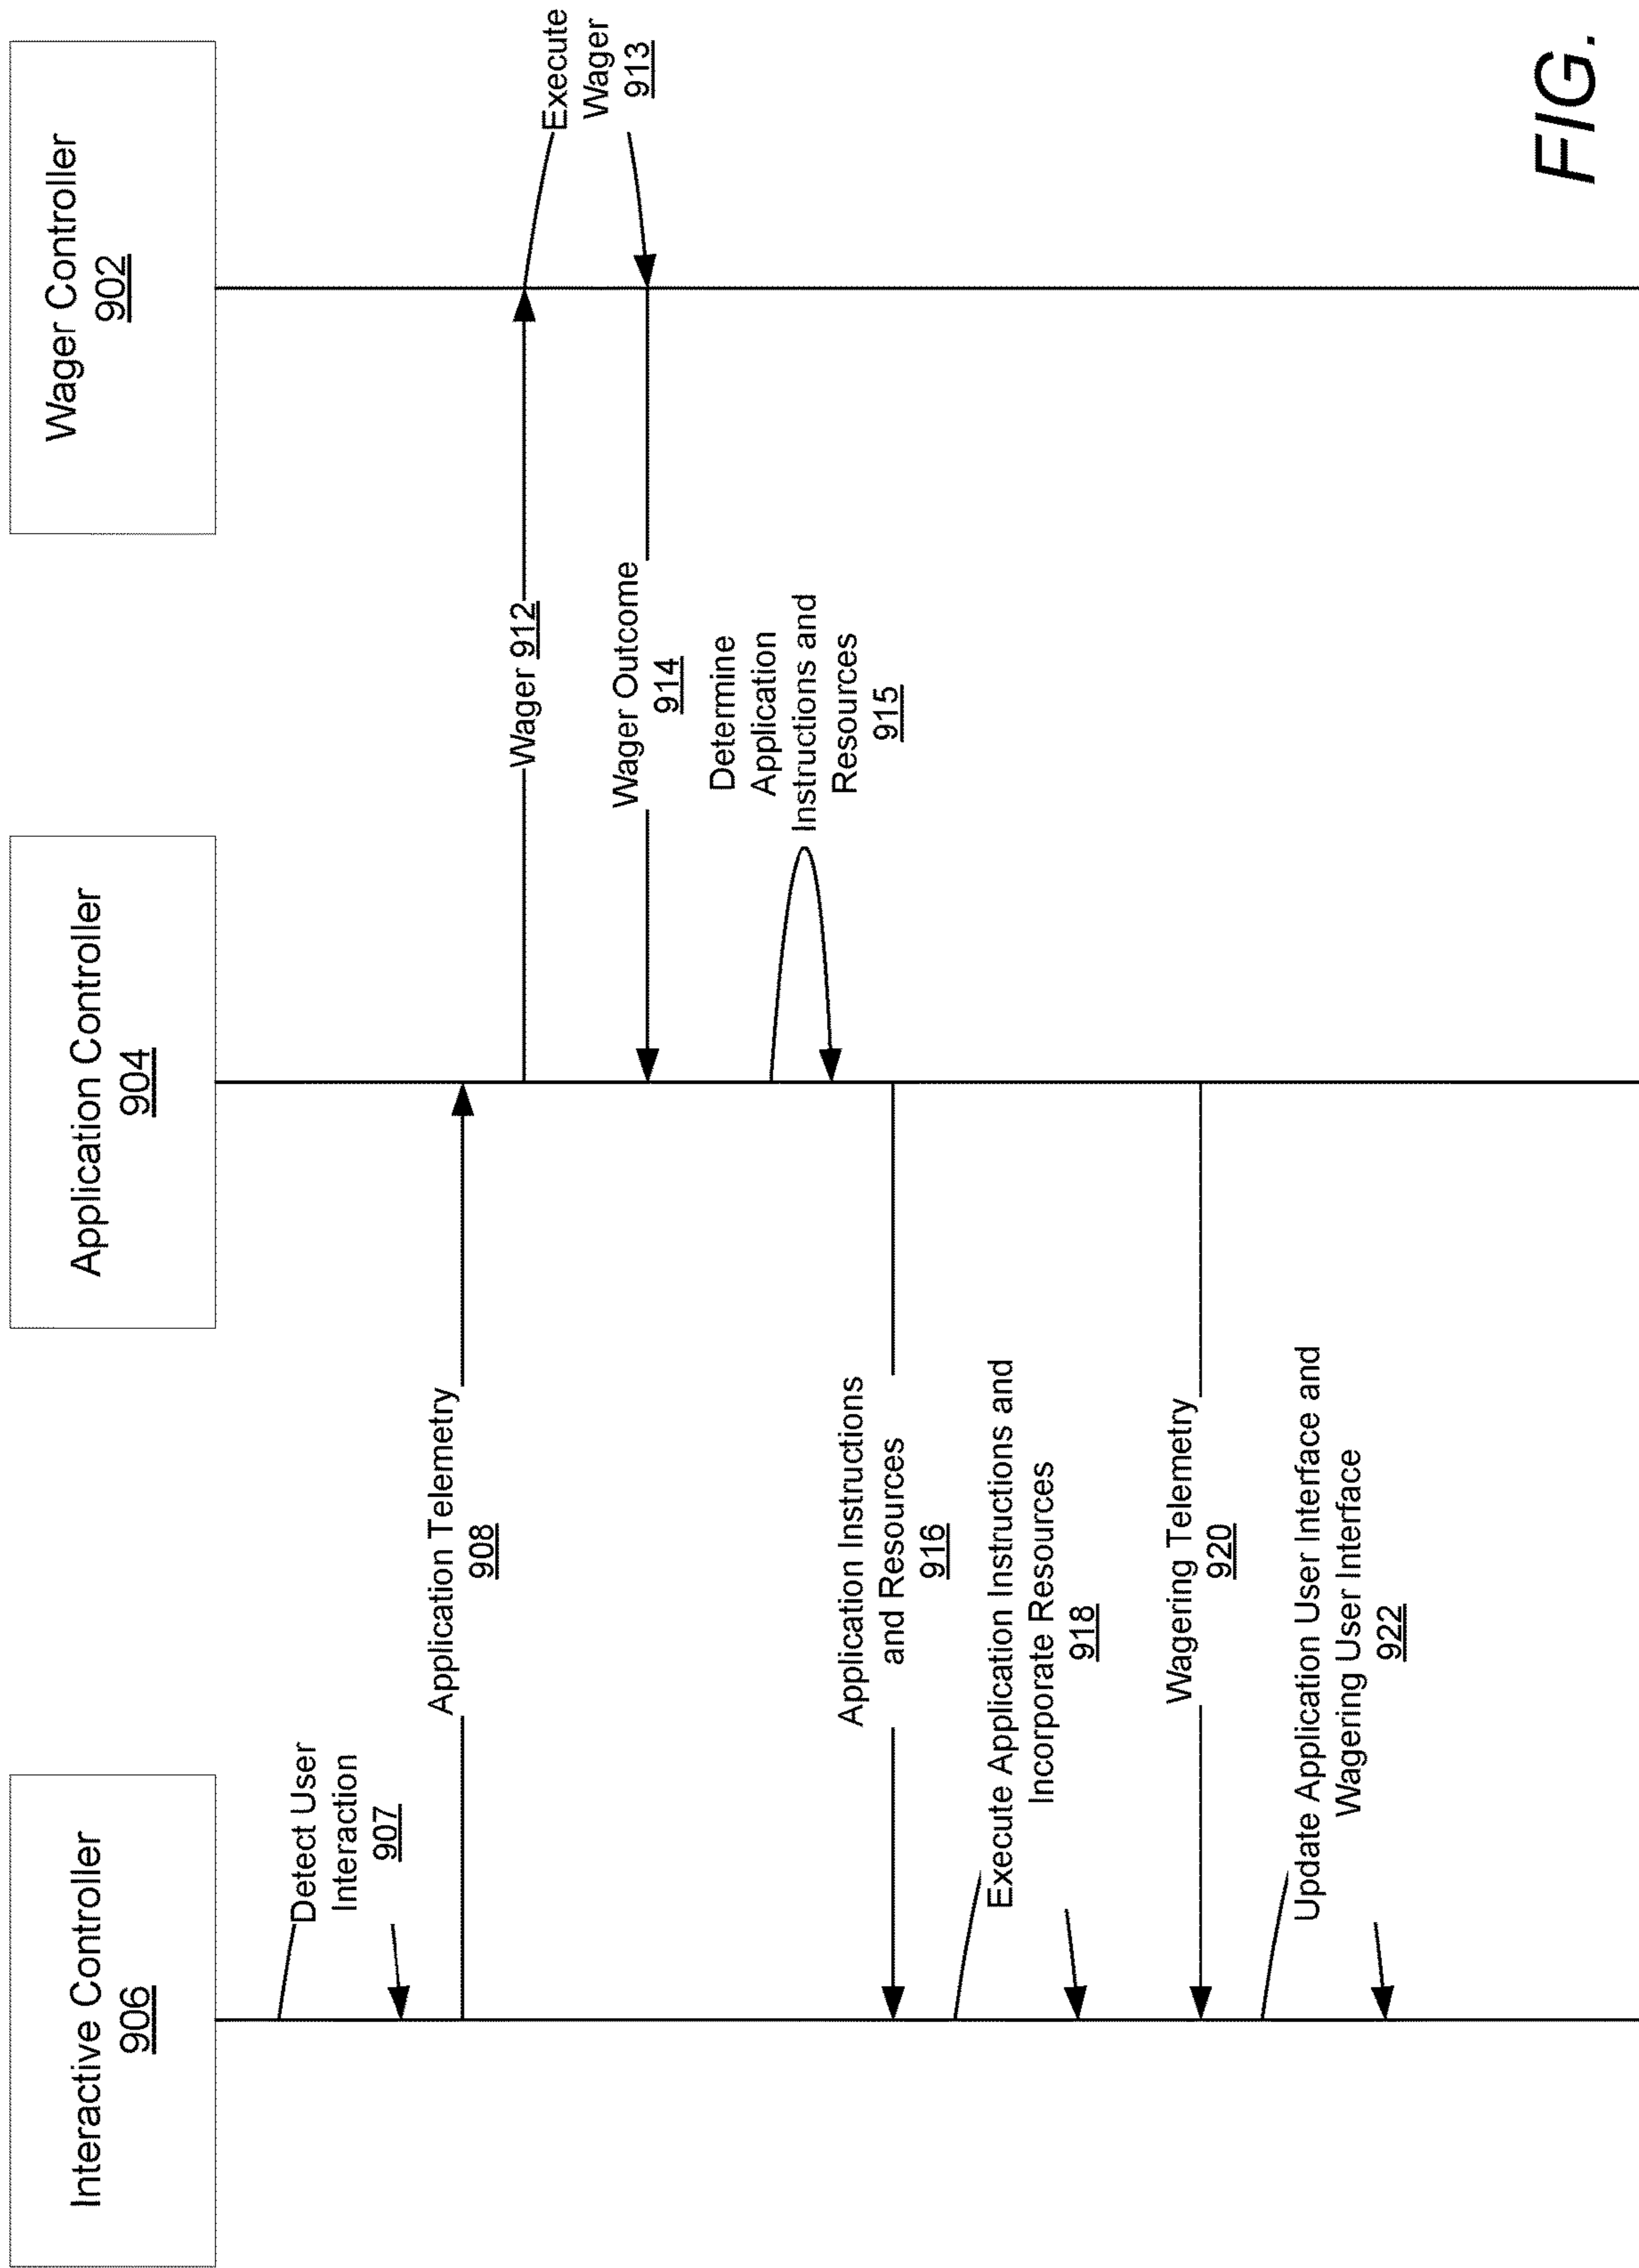 Interactive Controller
906
Application Controller
904
Wager Controller
902
Detect User
Interaction
907
Application Telemetry
908
Wager 912
Execute
Wager
913
Wager Outcome
914
Determine
Application
Instructions and
Resources
915
Application Instructions
and Resources
916
Execute Application Instructions and
Incorporate Resources
918
Wagering Telemetry
920
Update Application User Interface and
Wagering User Interface
922
FIG.